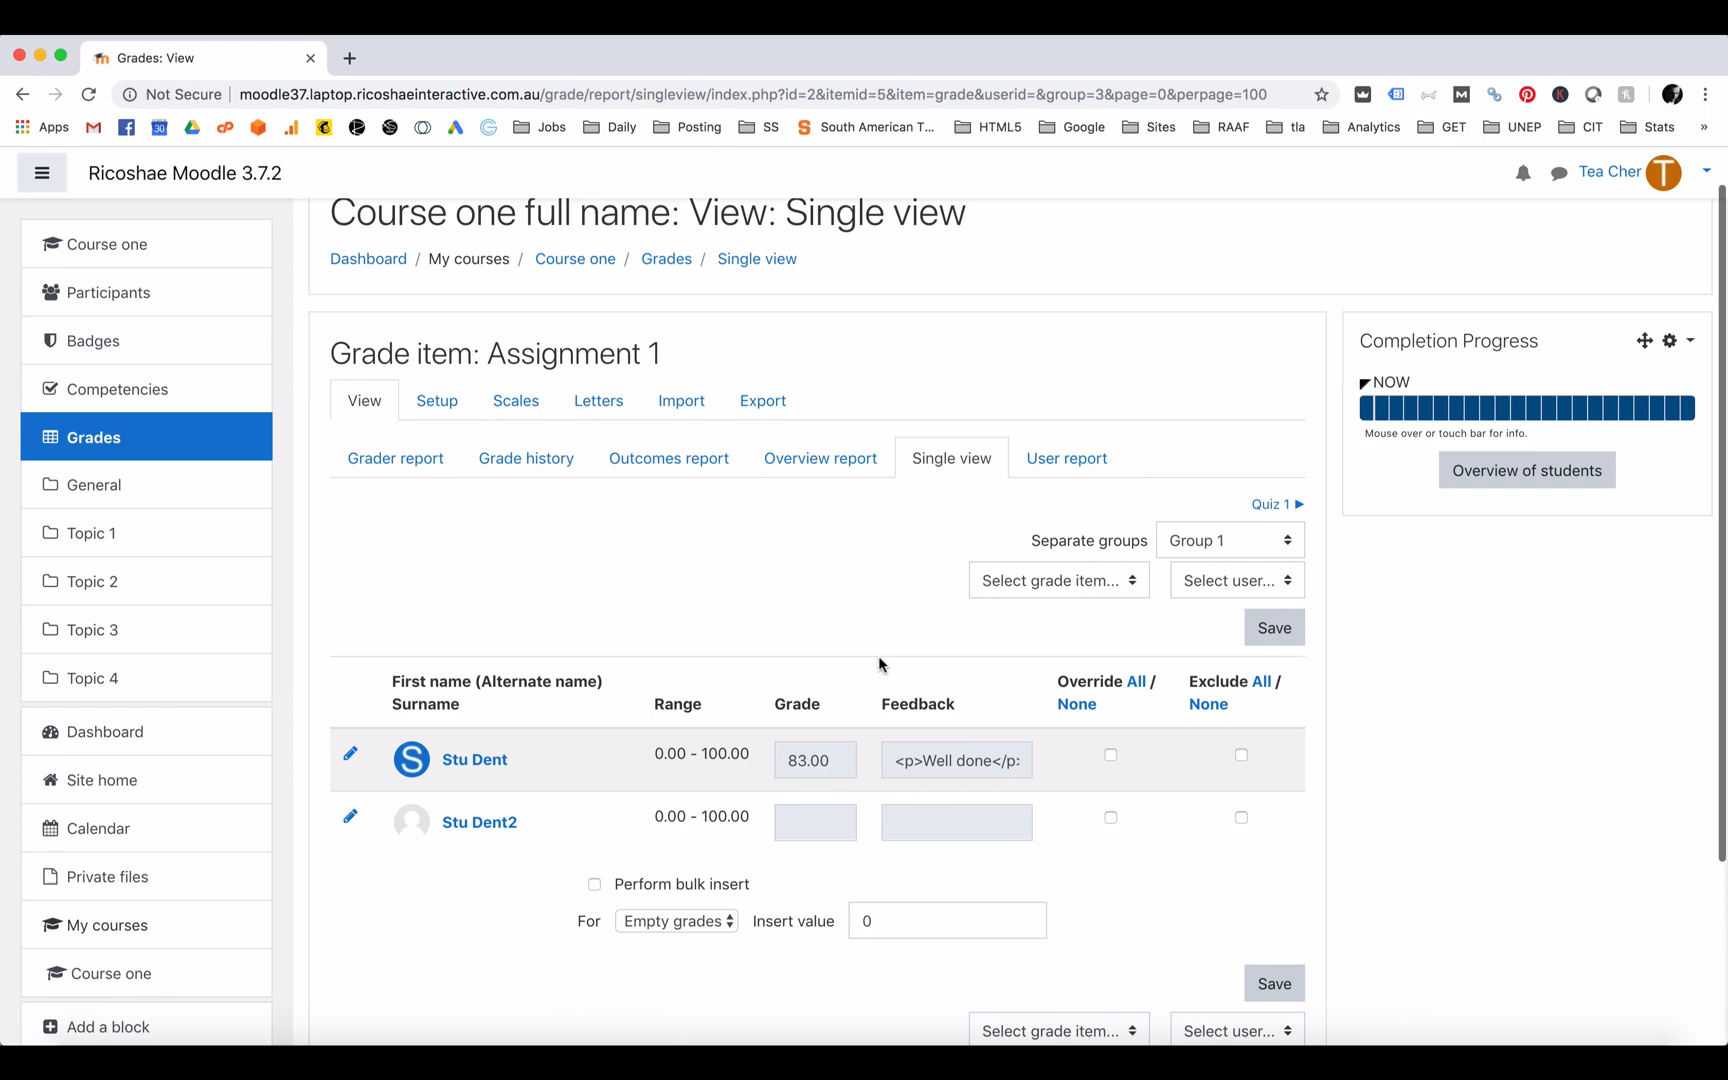 Grades: View
Not Secure | moodle37.laptop.ricoshaeinteractive.com.au/grade/report/singleview/index.php?id=2&itemid=5&item=grade&userid=&group=3&page=0&perpage=100
Apps 30 Jobs Daily Posting SS South American T... HTML5 Google Sites RAAF tla Analytics GET UNEP CIT Stats »
Ricoshae Moodle 3.7.2
Tea Cher T
Course one
Participants
Badges
Competencies
Grades
General
Topic 1
Topic 2
Topic 3
Topic 4
Dashboard
Site home
Calendar
Private files
My courses
Course one
Add a block
Course one full name: View: Single view
Dashboard / My courses / Course one / Grades / Single view
Grade item: Assignment 1
View Setup Scales Letters Import Export
Grader report Grade history Outcomes report Overview report Single view User report
Quiz 1 ►
Separate groups Group 1
Select grade item... Select user...
Save
First name (Alternate name) Surname Range Grade Feedback Override All / None Exclude All / None
S Stu Dent 0.00 - 100.00 83.00 <p>Well done</p>
Stu Dent2 0.00 - 100.00
Perform bulk insert
For Empty grades Insert value 0
Save
Select grade item... Select user...
Completion Progress
NOW
Mouse over or touch bar for info.
Overview of students